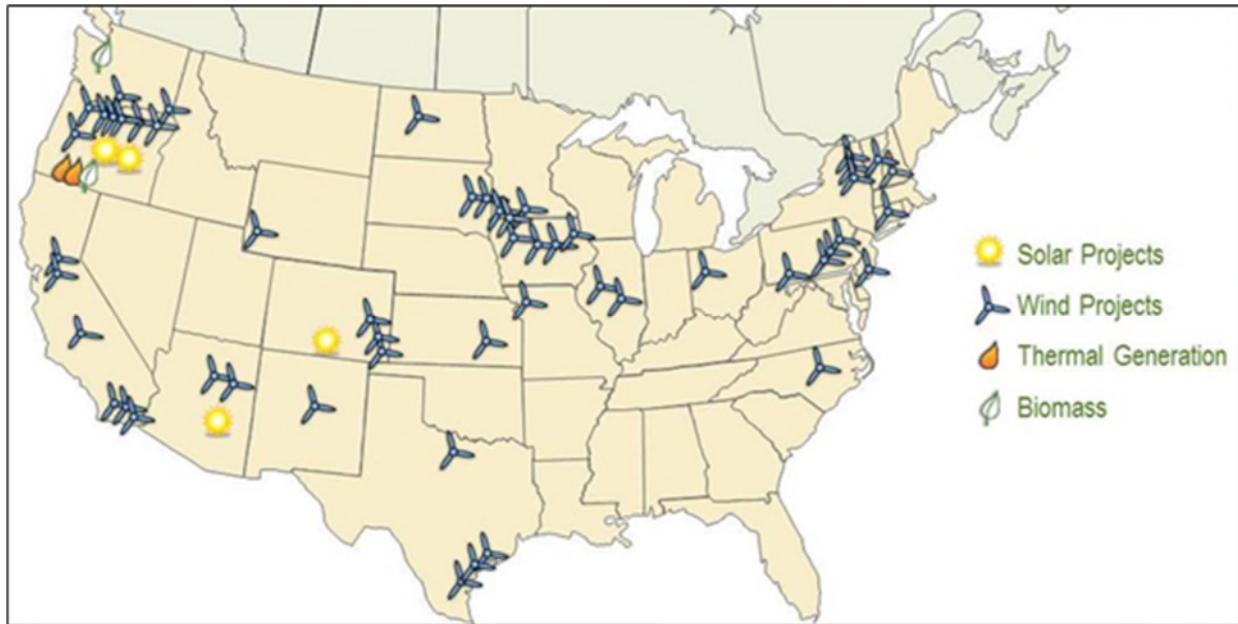 Solar Projects
Wind Projects
Thermal Generation
Biomass